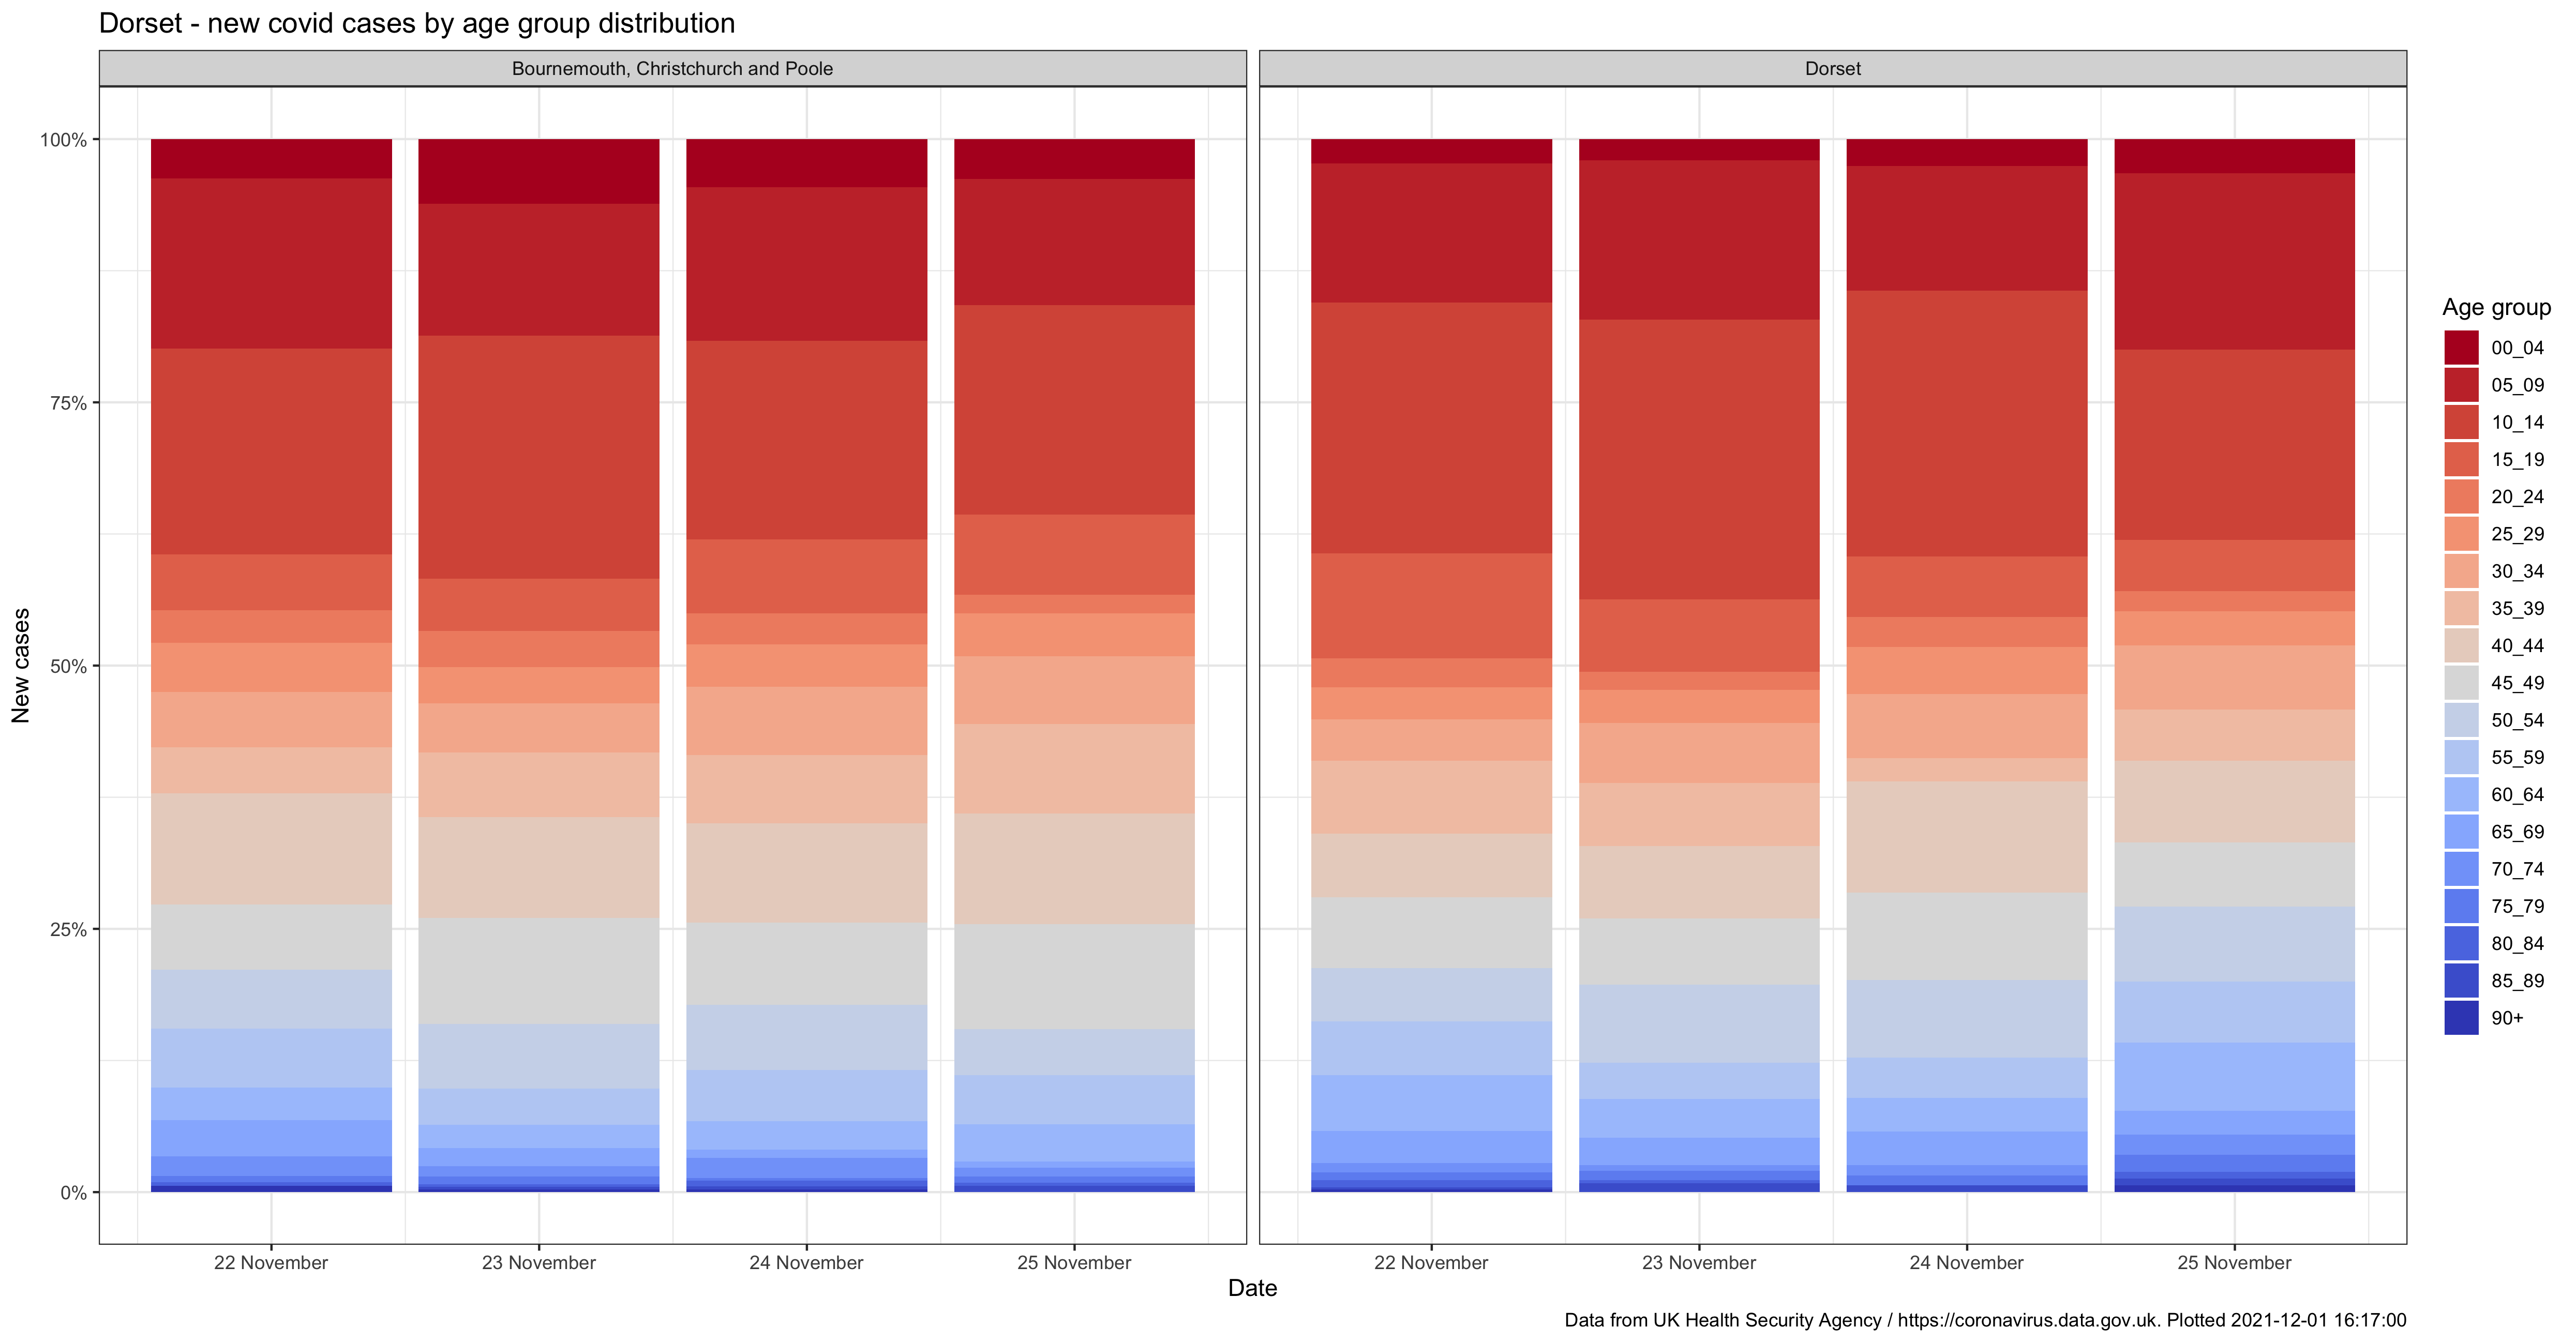 Dorset - new covid cases by age group distribution
Bournemouth, Christchurch and Poole
Dorset
100%
75%
50%
25%
0%
New cases
22 November
23 November
24 November
25 November
22 November
23 November
24 November
25 November
Date
Age group
00_04
05_09
10_14
15_19
20_24
25_29
30_34
35_39
40_44
45_49
50_54
55_59
60_64
65_69
70_74
75_79
80_84
85_89
90+
Data from UK Health Security Agency / https://coronavirus.data.gov.uk. Plotted 2021-12-01 16:17:00